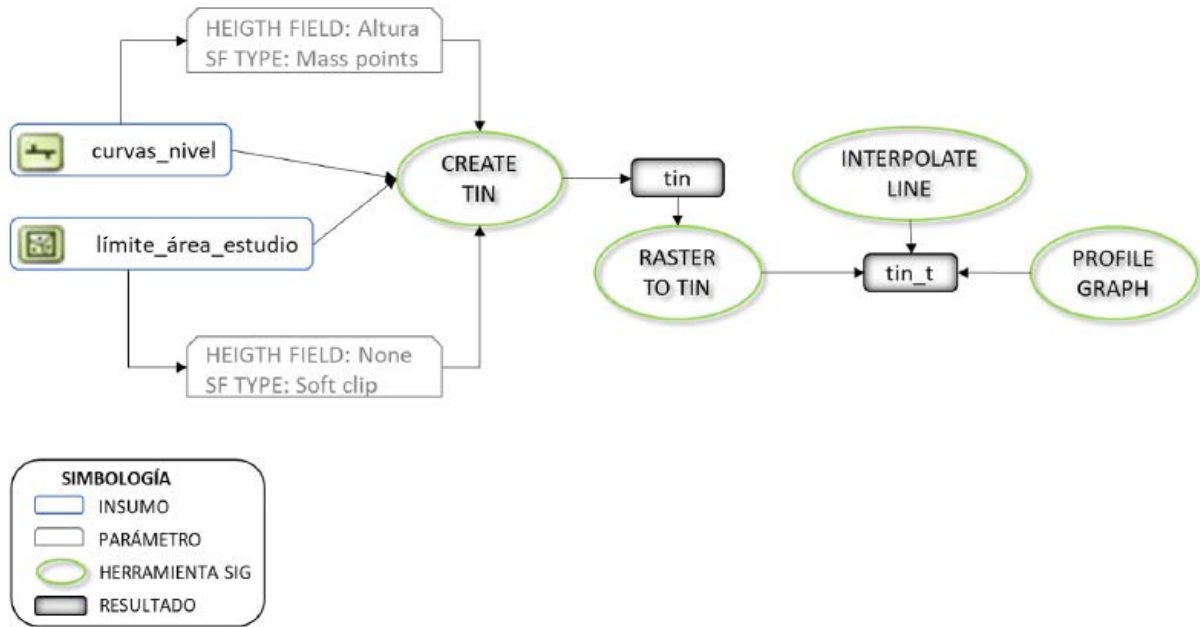 HEIGTH FIELD: Altura
SF TYPE: Mass points
curvas_nivel
CREATE
TIN
tin
INTERPOLATE
LINE
límite_área_estudio
RASTER
TO TIN
tin_t
PROFILE
GRAPH
HEIGTH FIELD: None
SF TYPE: Soft clip
SIMBOLOGÍA
INSUMO
PARÁMETRO
HERRAMIENTA SIG
RESULTADO